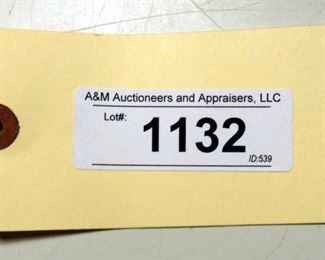 A&M Auctioneers and Appraisers, LLC
Lot#:
1132
ID:539